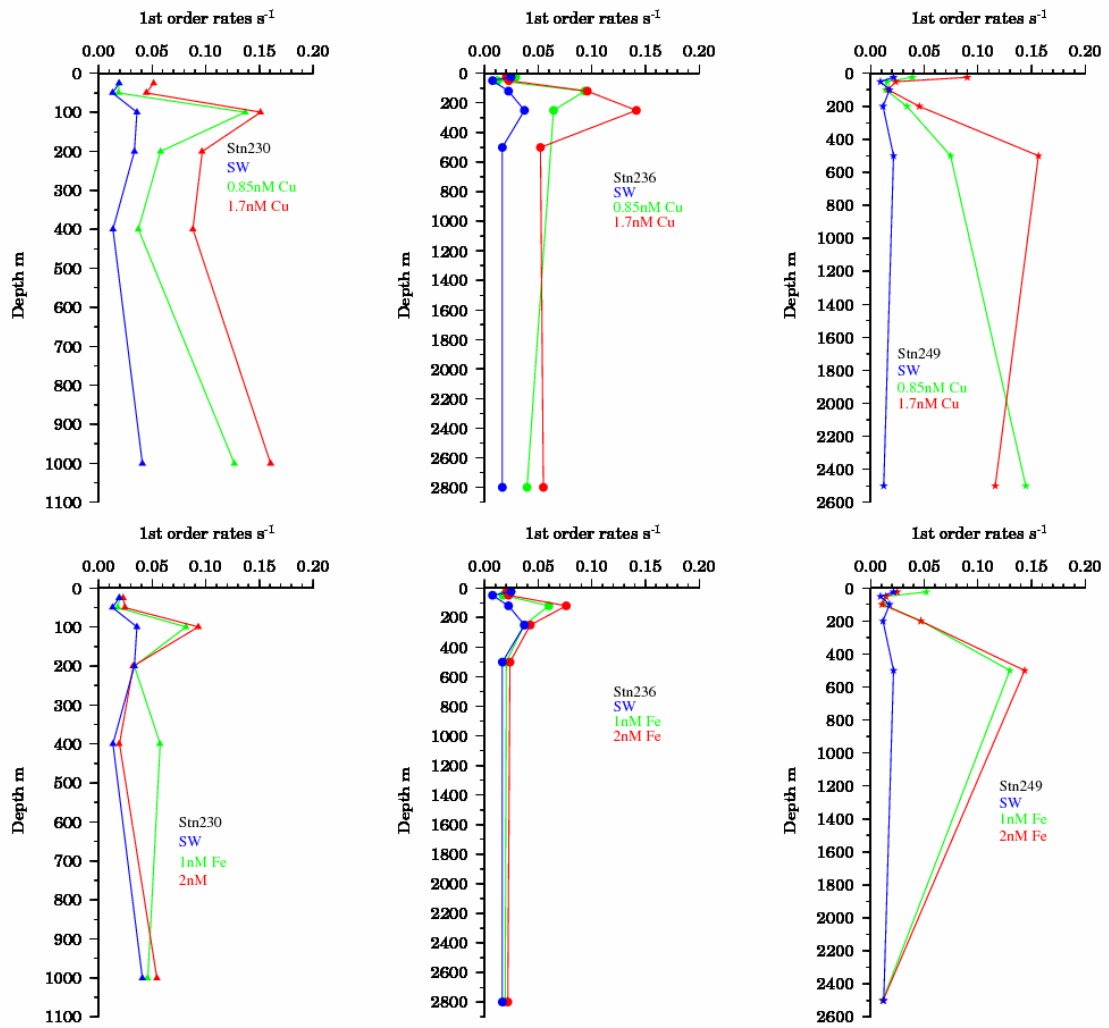 1st order rates s-1
0.00 0.05 0.10 0.15 0.20
0
100
200
300
400
500
600
700
800
900
1000
1100
Depth m
Stn230
SW
0.85nM Cu
1.7nM Cu
1st order rates s-1
0.00 0.05 0.10 0.15 0.20
0
200
400
600
800
1000
1200
1400
1600
1800
2000
2200
2400
2600
2800
Depth m
Stn236
SW
0.85nM Cu
1.7nM Cu
1st order rates s-1
0.00 0.05 0.10 0.15 0.20
0
200
400
600
800
1000
1200
1400
1600
1800
2000
2200
2400
2600
Depth m
Stn249
SW
0.85nM Cu
1.7nM Cu
1st order rates s-1
0.00 0.05 0.10 0.15 0.20
0
100
200
300
400
500
600
700
800
900
1000
1100
Depth m
Stn230
SW
1nM Fe
2nM
1st order rates s-1
0.00 0.05 0.10 0.15 0.20
0
200
400
600
800
1000
1200
1400
1600
1800
2000
2200
2400
2600
2800
Depth m
Stn236
SW
1nM Fe
2nM Fe
1st order rates s-1
0.00 0.05 0.10 0.15 0.20
0
200
400
600
800
1000
1200
1400
1600
1800
2000
2200
2400
2600
Depth m
Stn249
SW
1nM Fe
2nM Fe